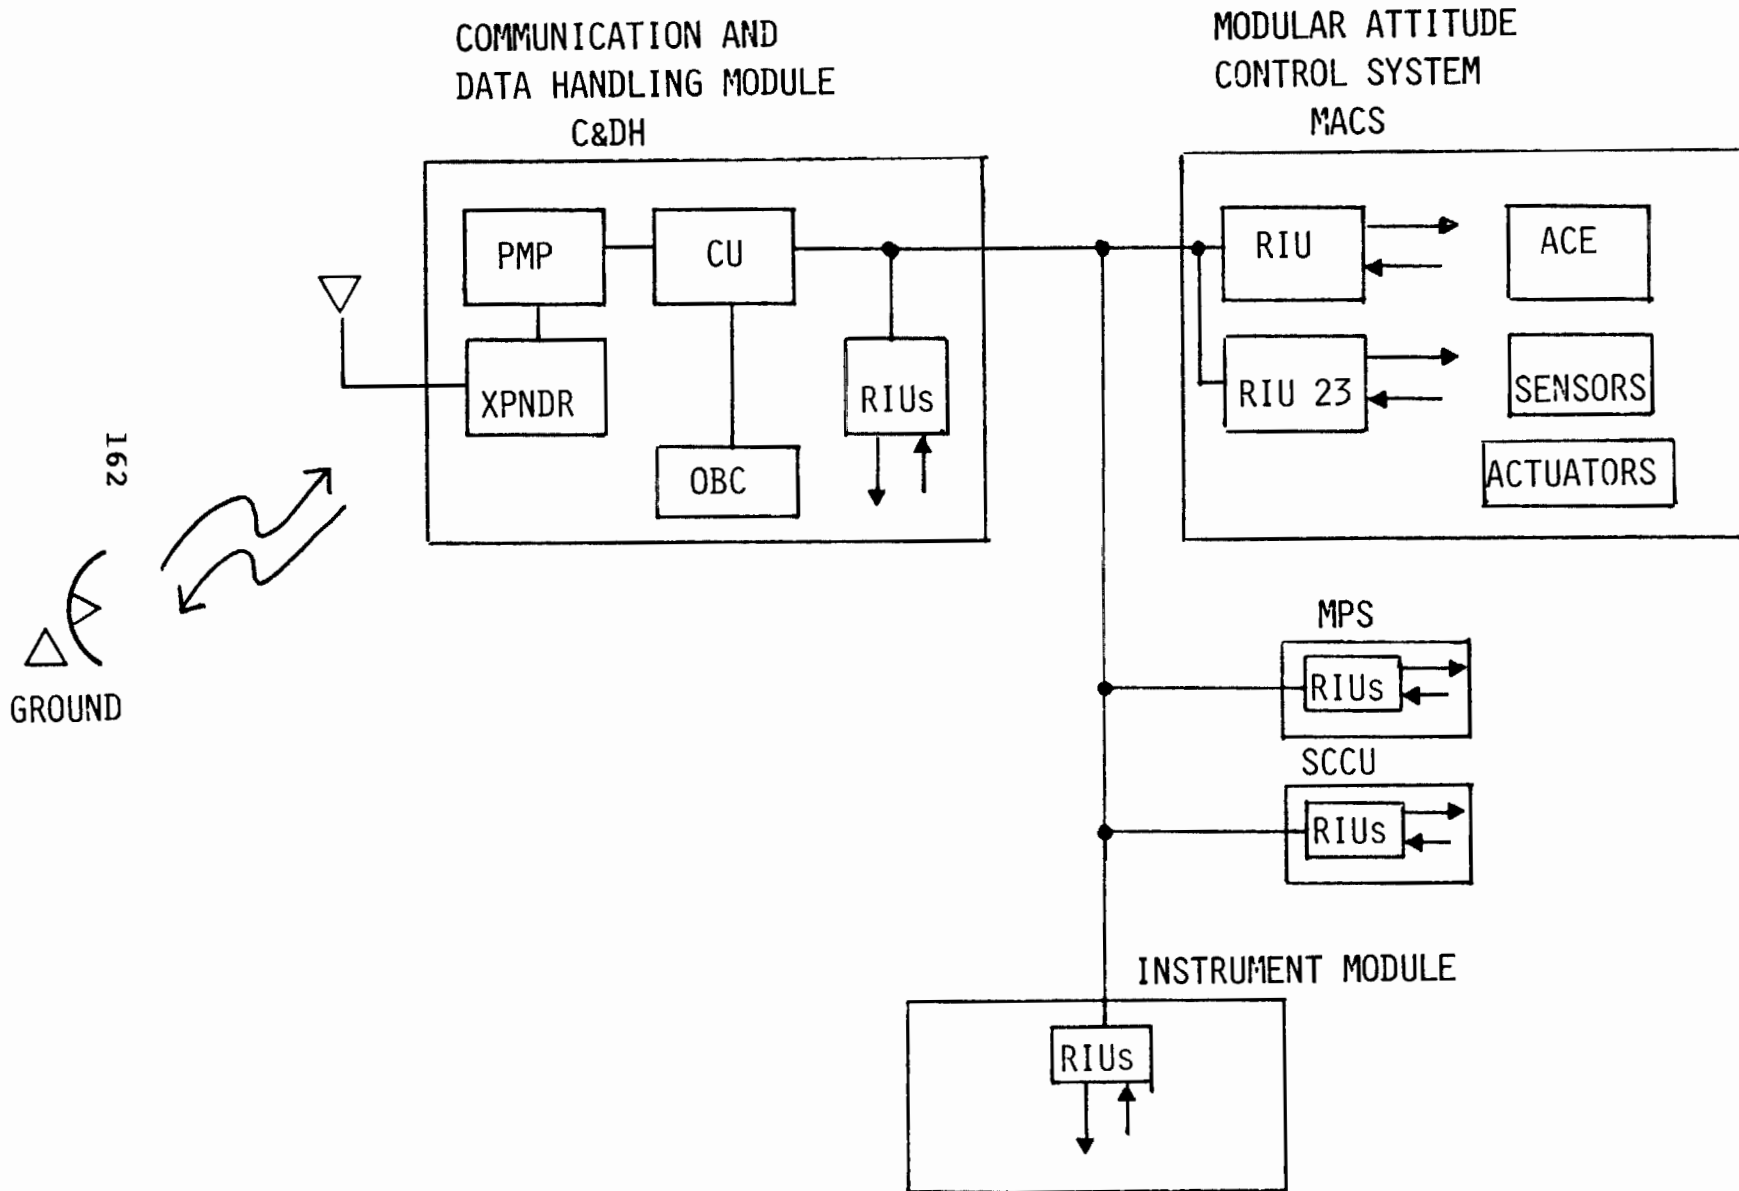 COMMUNICATION AND
DATA HANDLING MODULE
C&DH
PMP
CU
XPNDR
RIUs
OBC
MODULAR ATTITUDE
CONTROL SYSTEM
MACS
RIU
ACE
RIU 23
SENSORS
ACTUATORS
162
GROUND
MPS
RIUs
SCCU
RIUs
INSTRUMENT MODULE
RIUs